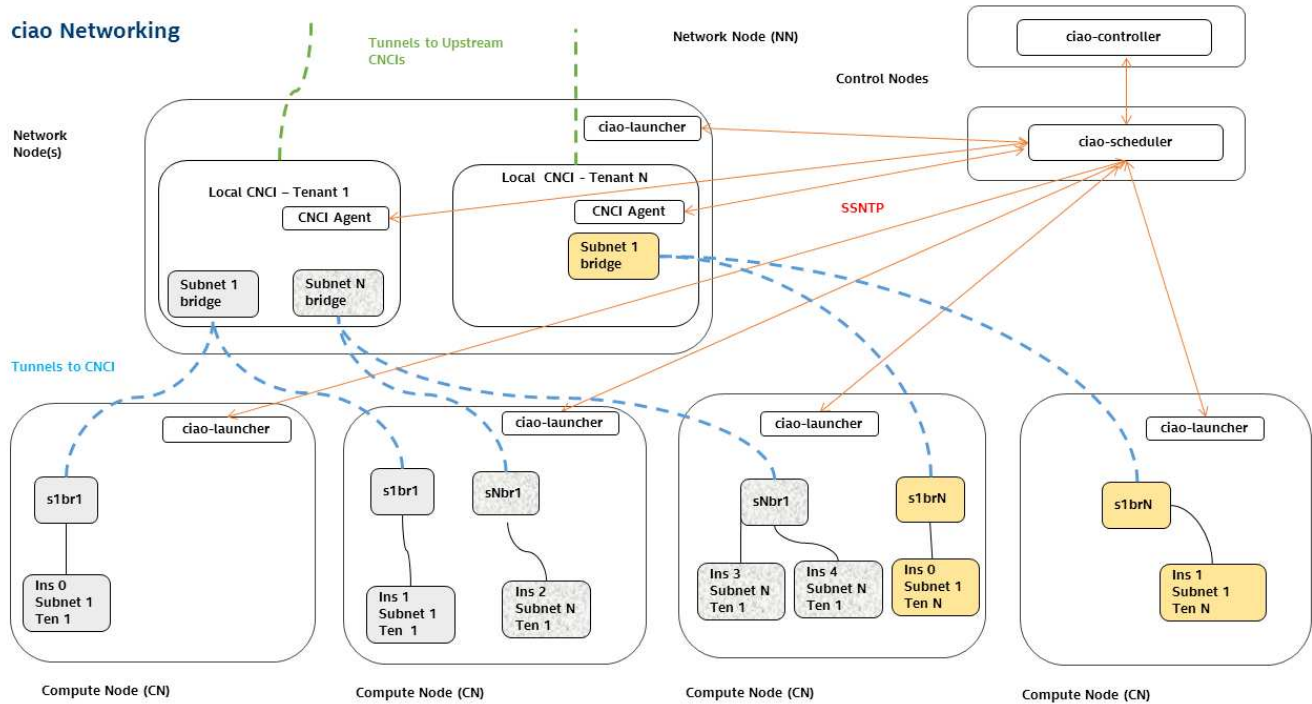 ciao Networking
Tunnels to Upstream
CNCIs
Network Node (NN)
ciao-controller
Control Nodes
Network
Node(s)
ciao-launcher
ciao-scheduler
Local CNCI – Tenant 1
CNCI Agent
Subnet 1
bridge
Subnet N
bridge
Local CNCI – Tenant N
CNCI Agent
Subnet 1
bridge
SSNTP
Tunnels to CNCI
ciao-launcher
s1br1
Ins 0
Subnet 1
Ten 1
Compute Node (CN)
ciao-launcher
s1br1
sNbr1
Ins 1
Subnet 1
Ten 1
Ins 2
Subnet N
Ten 1
Compute Node (CN)
ciao-launcher
sNbr1
s1brN
Ins 3
Subnet N
Ten 1
Ins 4
Subnet N
Ten 1
Ins 0
Subnet 1
Ten N
Compute Node (CN)
ciao-launcher
s1brN
Ins 1
Subnet 1
Ten N
Compute Node (CN)